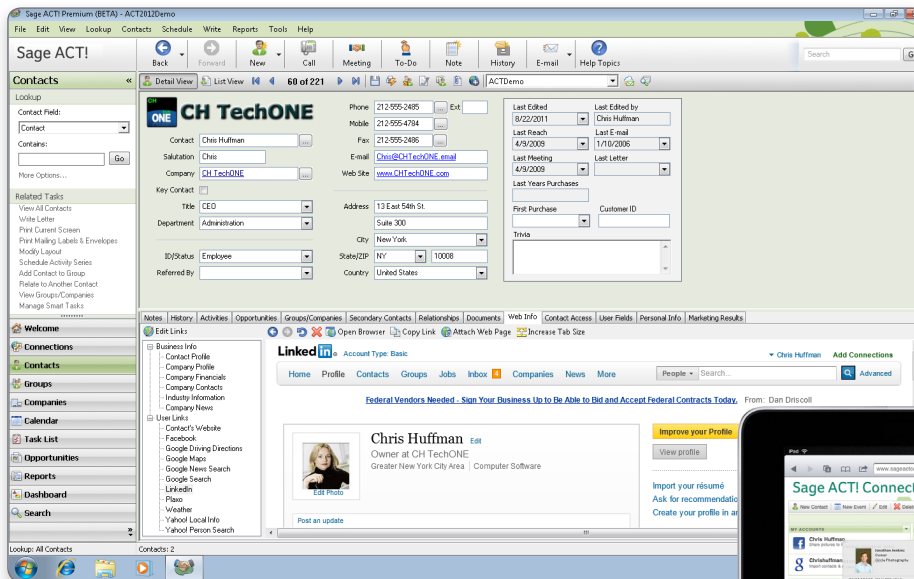 Sage ACT! Premium (BETA) - ACT2012Demo
File Edit View Lookup Contacts Schedule Write Reports Tools Help
Sage ACT!
Back Forward New Call Meeting To-Do Note History E-mail Help Topics
Search
Contacts «
Detail View List View 60 of 221 ACTDemo
Lookup
Contact Field:
Contact
Contains:
Go
More Options...
Related Tasks
View All Contacts
Write Letter
Print Current Screen
Print Mailing Labels & Envelopes
Modify Layout
Schedule Activity Series
Add Contact to Group
Relate to Another Contact
View Groups/Companies
Manage Smart Tasks
Welcome
Connections
Contacts
Groups
Companies
Calendar
Task List
Opportunities
Reports
Dashboard
Search
CH
ONE
CH TechONE
Contact Chris Huffman ...
Salutation Chris
Company CH TechONE ...
Key Contact
Title CEO
Department Administration
ID/Status Employee
Referred By
Phone 212-555-2485 ... Ext
Mobile 212-555-4784 ...
Fax 212-555-2486 ...
E-mail Chris@CHTechONE.email
Web Site www.CHTechONE.com
Address 13 East 54th St.
Suite 300
City New York
State/ZIP NY 10008
Country United States
Last Edited Last Edited by
8/22/2011 Chris Huffman
Last Reach Last E-mail
4/9/2009 1/10/2006
Last Meeting Last Letter
4/9/2009
Last Years Purchases
First Purchase Customer ID
Trivia
Notes History Activities Opportunities Groups/Companies Secondary Contacts Relationships Documents Web Info Contact Access User Fields Personal Info Marketing Results
Edit Links Open Browser Copy Link Attach Web Page Increase Tab Size
Business Info
Contact Profile
Company Profile
Company Financials
Company Contacts
Industry Information
Company News
User Links
Contact's Website
Facebook
Google Driving Directions
Google Maps
Google News Search
Google Search
LinkedIn
Plaxo
Weather
Yahoo! Local Info
Yahoo! Person Search
Linked in Account Type: Basic
Chris Huffman Add Connections
Home Profile Contacts Groups Jobs Inbox 4 Companies News More
People Search... Advanced
Federal Vendors Needed - Sign Your Business Up to Be Able to Bid and Accept Federal Contracts Today. From: Dan Driscoll
Chris Huffman Edit
Owner at CH TechONE
Greater New York City Area | Computer Software
Edit Photo
Post an update
Improve your Profile
View profile
Import your résumé
Ask for recommendatio
Create your profile in an
iPad
Sage ACT! Connect
New Contact New Event Edit Delete
MY ACCOUNTS
Chris Huffman
Chrishuffman
Lookup: All Contacts Contacts: 2